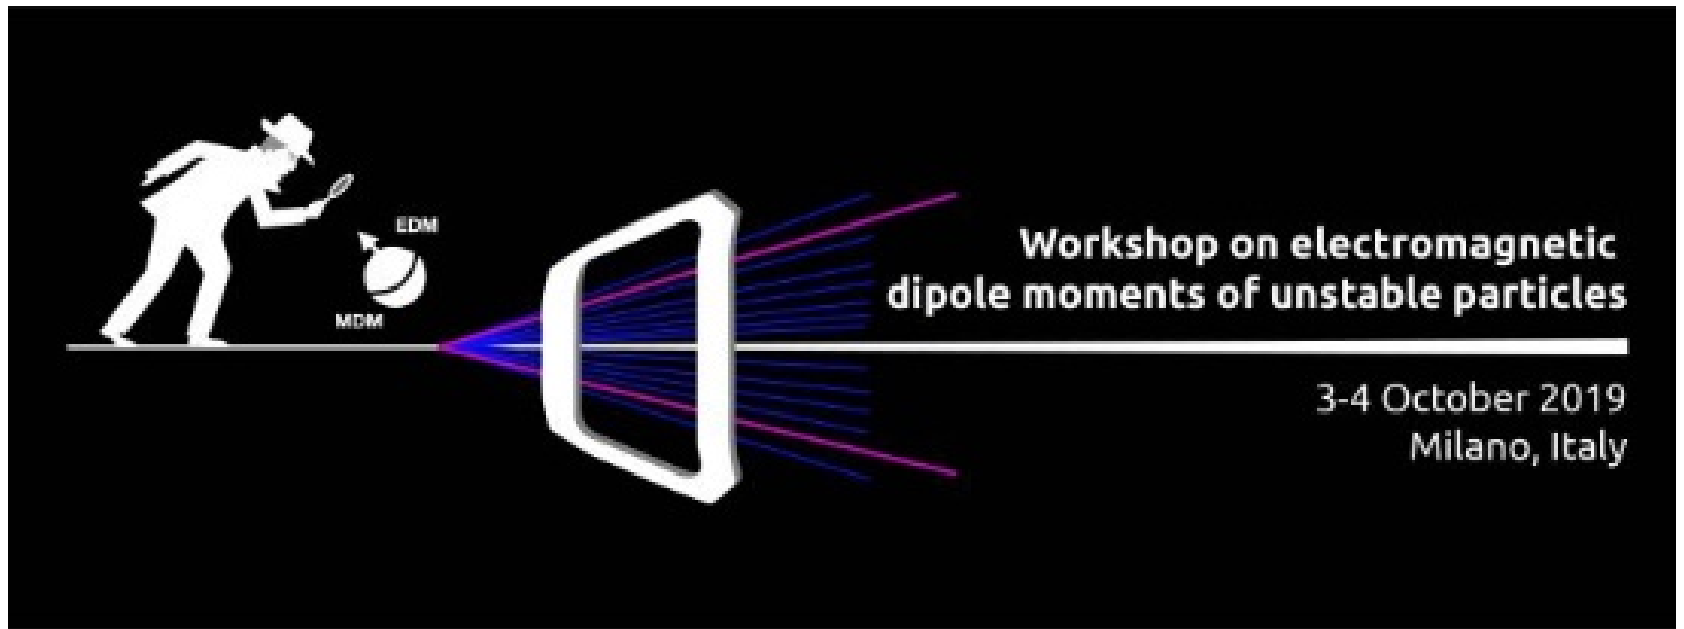 EDM
MDM
Workshop on electromagnetic
dipole moments of unstable particles
3-4 October 2019
Milano, Italy